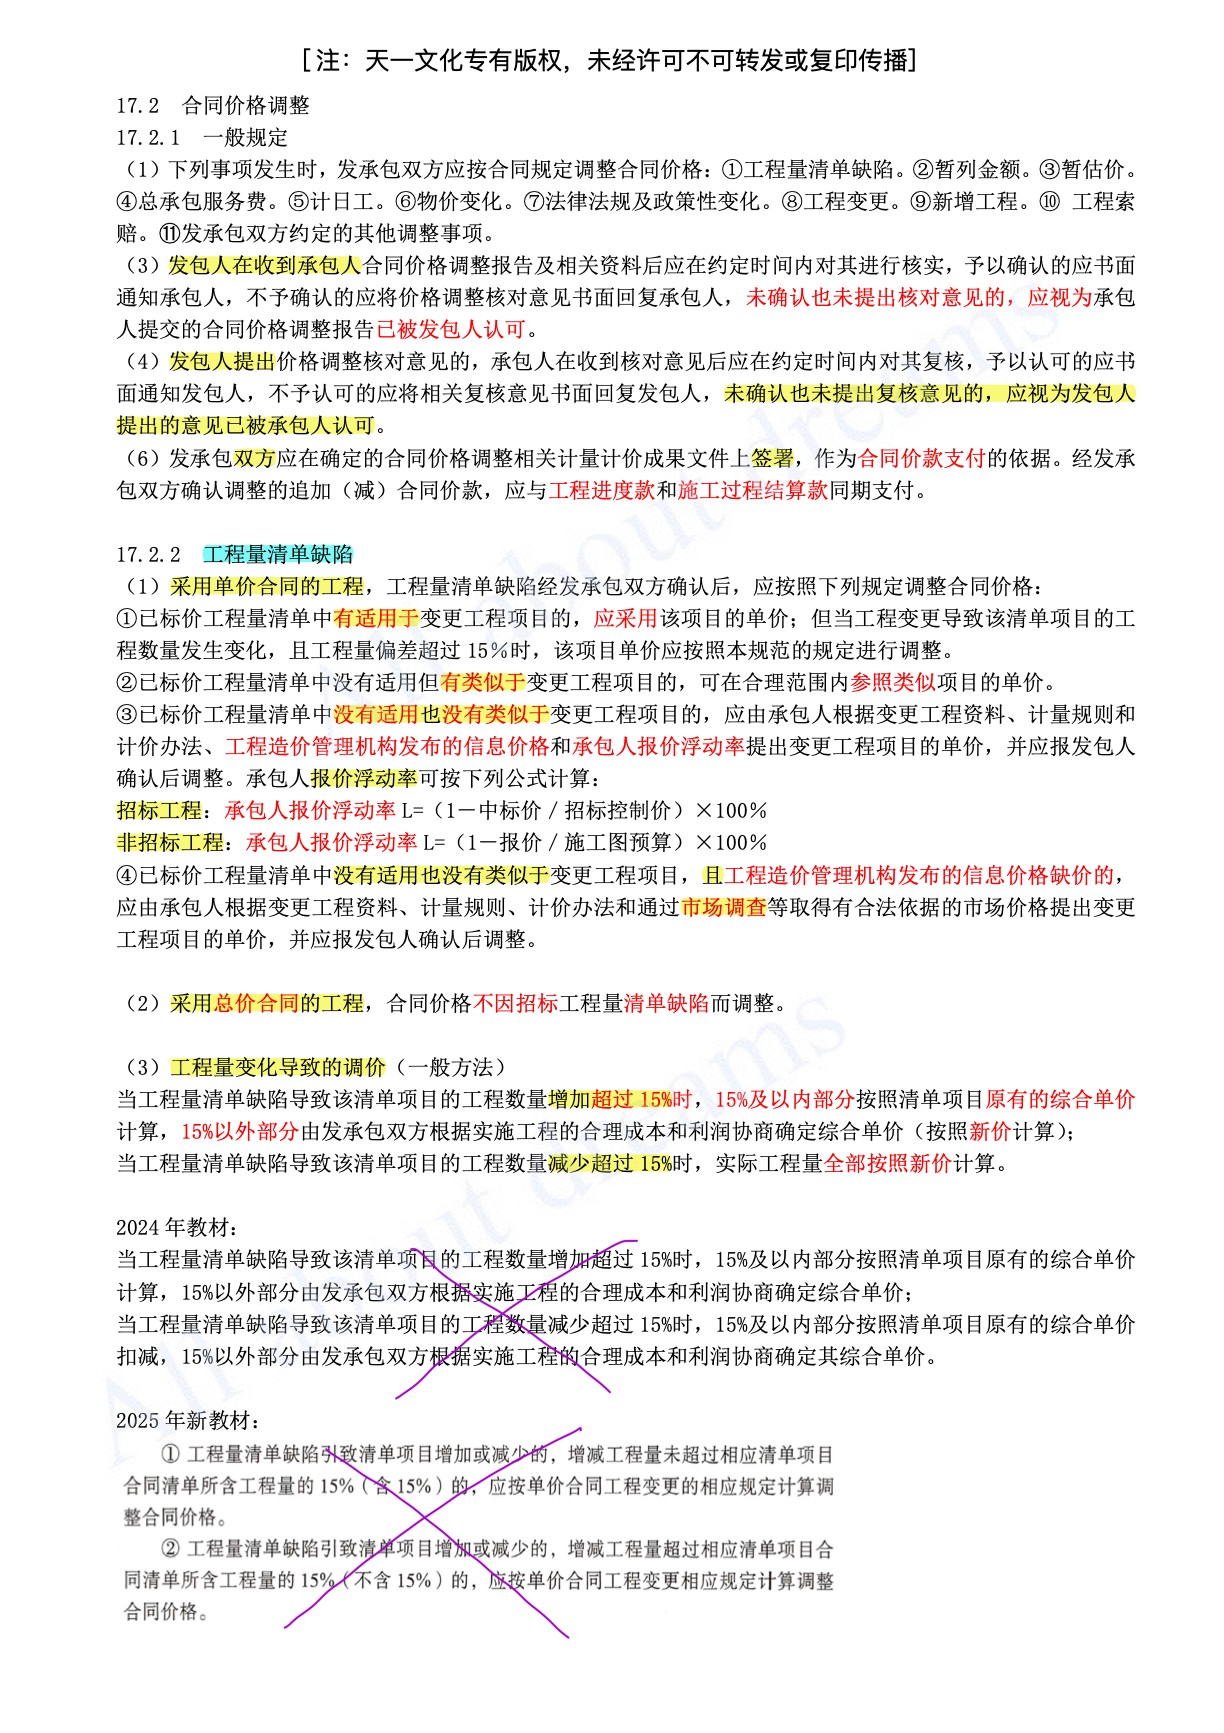 [注：天一文化专有版权，未经许可不可转发或复印传播]
17.2 合同价格调整
17.2.1 一般规定
（1）下列事项发生时，发承包双方应按合同规定调整合同价格：①工程量清单缺陷。②暂列金额。③暂估价。
④总承包服务费。⑤计日工。⑥物价变化。⑦法律法规及政策性变化。⑧工程变更。⑨新增工程。⑩ 工程索
赔。⑪发承包双方约定的其他调整事项。
（3）发包人在收到承包人合同价格调整报告及相关资料后应在约定时间内对其进行核实，予以确认的应书面
通知承包人，不予确认的应将价格调整核对意见书面回复承包人，未确认也未提出核对意见的，应视为承包
人提交的合同价格调整报告已被发包人认可。
（4）发包人提出价格调整核对意见的，承包人在收到核对意见后应在约定时间内对其复核，予以认可的应书
面通知发包人，不予认可的应将相关复核意见书面回复发包人，未确认也未提出复核意见的，应视为发包人
提出的意见已被承包人认可。
（6）发承包双方应在确定的合同价格调整相关计量计价成果文件上签署，作为合同价款支付的依据。经发承
包双方确认调整的追加（减）合同价款，应与工程进度款和施工过程结算款同期支付。
17.2.2 工程量清单缺陷
（1）采用单价合同的工程，工程量清单缺陷经发承包双方确认后，应按照下列规定调整合同价格：
①已标价工程量清单中有适用于变更工程项目的，应采用该项目的单价；但当工程变更导致该清单项目的工
程数量发生变化，且工程量偏差超过 15%时，该项目单价应按照本规范的规定进行调整。
②已标价工程量清单中没有适用但有类似于变更工程项目的，可在合理范围内参照类似项目的单价。
③已标价工程量清单中没有适用也没有类似于变更工程项目的，应由承包人根据变更工程资料、计量规则和
计价办法、工程造价管理机构发布的信息价格和承包人报价浮动率提出变更工程项目的单价，并应报发包人
确认后调整。承包人报价浮动率可按下列公式计算：
招标工程：承包人报价浮动率 L=（1－中标价／招标控制价）×100%
非招标工程：承包人报价浮动率 L=（1－报价／施工图预算）×100%
④已标价工程量清单中没有适用也没有类似于变更工程项目，且工程造价管理机构发布的信息价格缺价的，
应由承包人根据变更工程资料、计量规则、计价办法和通过市场调查等取得有合法依据的市场价格提出变更
工程项目的单价，并应报发包人确认后调整。
（2）采用总价合同的工程，合同价格不因招标工程量清单缺陷而调整。
（3）工程量变化导致的调价（一般方法）
当工程量清单缺陷导致该清单项目的工程数量增加超过 15%时，15%及以内部分按照清单项目原有的综合单价
计算，15%以外部分由发承包双方根据实施工程的合理成本和利润协商确定综合单价（按照新价计算）；
当工程量清单缺陷导致该清单项目的工程数量减少超过 15%时，实际工程量全部按照新价计算。
2024 年教材：
当工程量清单缺陷导致该清单项目的工程数量增加超过 15%时，15%及以内部分按照清单项目原有的综合单价
计算，15%以外部分由发承包双方根据实施工程的合理成本和利润协商确定综合单价；
当工程量清单缺陷导致该清单项目的工程数量减少超过 15%时，15%及以内部分按照清单项目原有的综合单价
扣减，15%以外部分由发承包双方根据实施工程的合理成本和利润协商确定其综合单价。
2025 年新教材：
① 工程量清单缺陷引致清单项目增加或减少的，增减工程量未超过相应清单项目
合同清单所含工程量的 15%（含 15%）的，应按单价合同工程变更的相应规定计算调
整合同价格。
② 工程量清单缺陷引致清单项目增加或减少的，增减工程量超过相应清单项目合
同清单所含工程量的 15%（不含 15%）的，应按单价合同工程变更相应规定计算调整
合同价格。
All about dreams
All about dreams